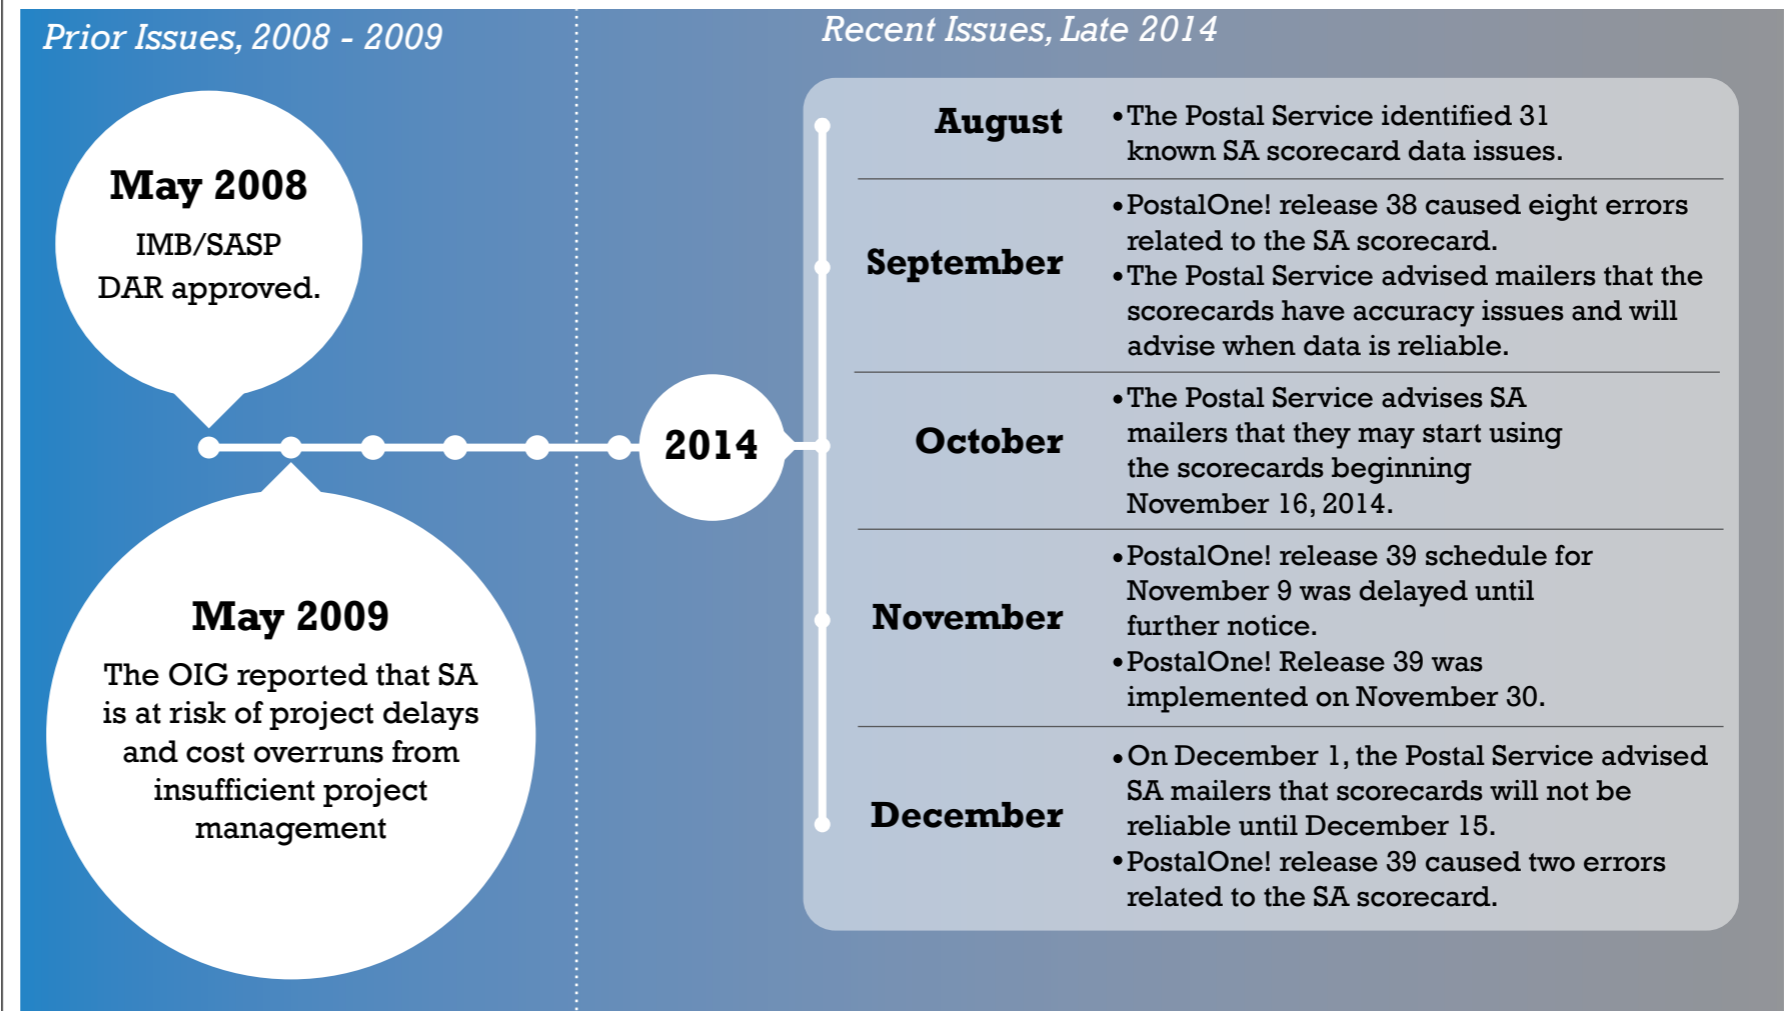 Prior Issues, 2008 - 2009
May 2008
IMB/SASP
DAR approved.
May 2009
The OIG reported that SA
is at risk of project delays
and cost overruns from
insufficient project
management
2014
Recent Issues, Late 2014
August
•The Postal Service identified 31
known SA scorecard data issues.
September
•PostalOne! release 38 caused eight errors
related to the SA scorecard.
•The Postal Service advised mailers that the
scorecards have accuracy issues and will
advise when data is reliable.
October
•The Postal Service advises SA
mailers that they may start using
the scorecards beginning
November 16, 2014.
November
•PostalOne! release 39 schedule for
November 9 was delayed until
further notice.
•PostalOne! Release 39 was
implemented on November 30.
December
•On December 1, the Postal Service advised
SA mailers that scorecards will not be
reliable until December 15.
•PostalOne! release 39 caused two errors
related to the SA scorecard.